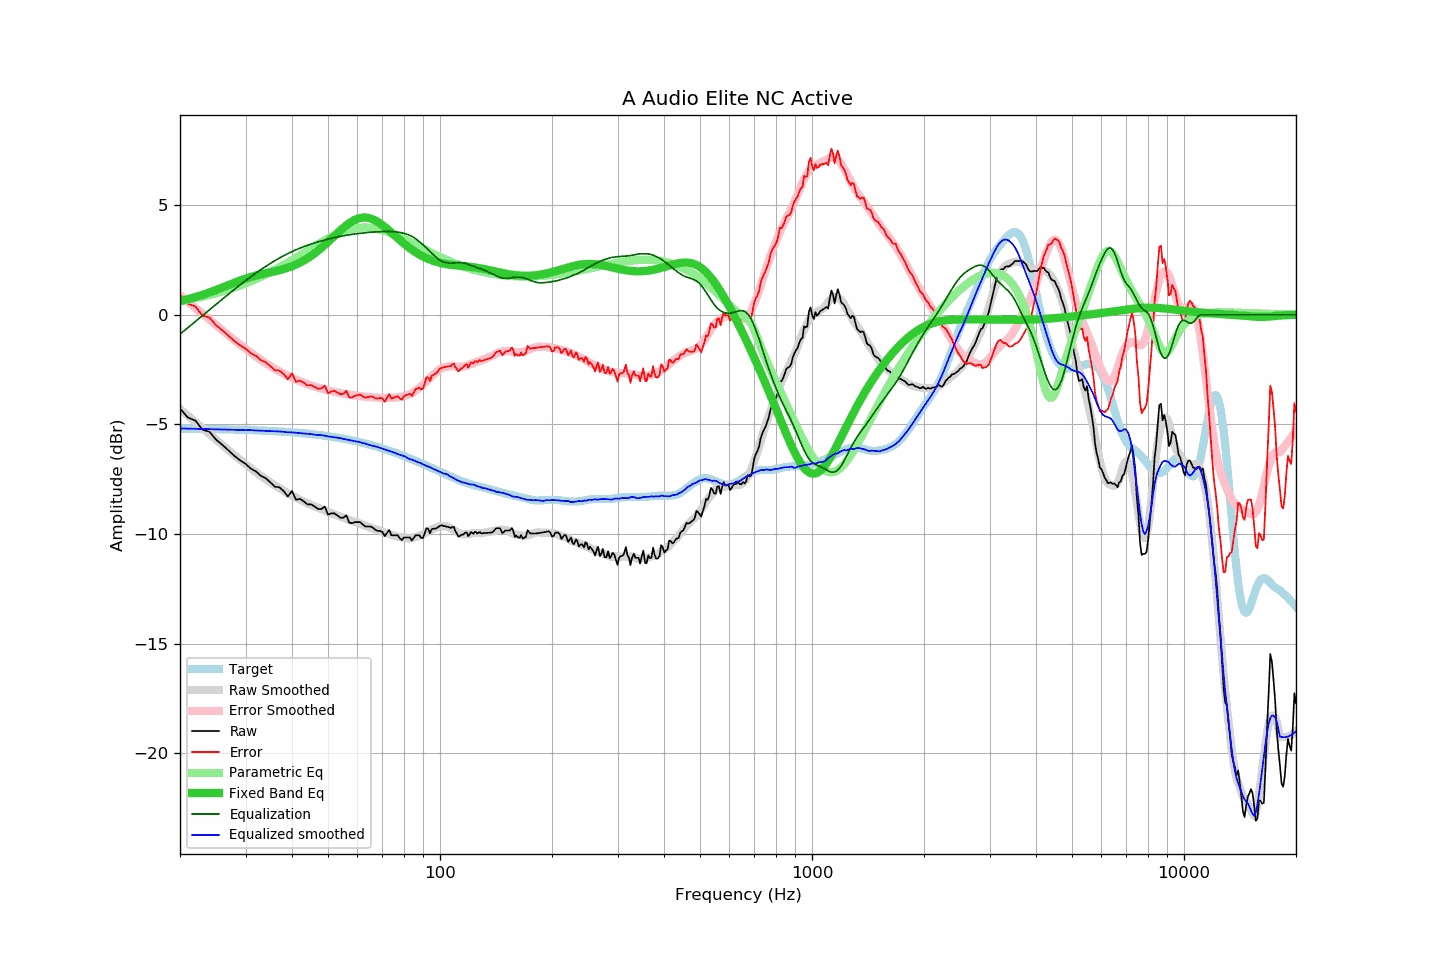 A Audio Elite NC Active
Amplitude (dBr)
5
0
−5
−10
−15
−20
Target
Raw Smoothed
Error Smoothed
Raw
Error
Parametric Eq
Fixed Band Eq
Equalization
Equalized smoothed
100
1000
10000
Frequency (Hz)